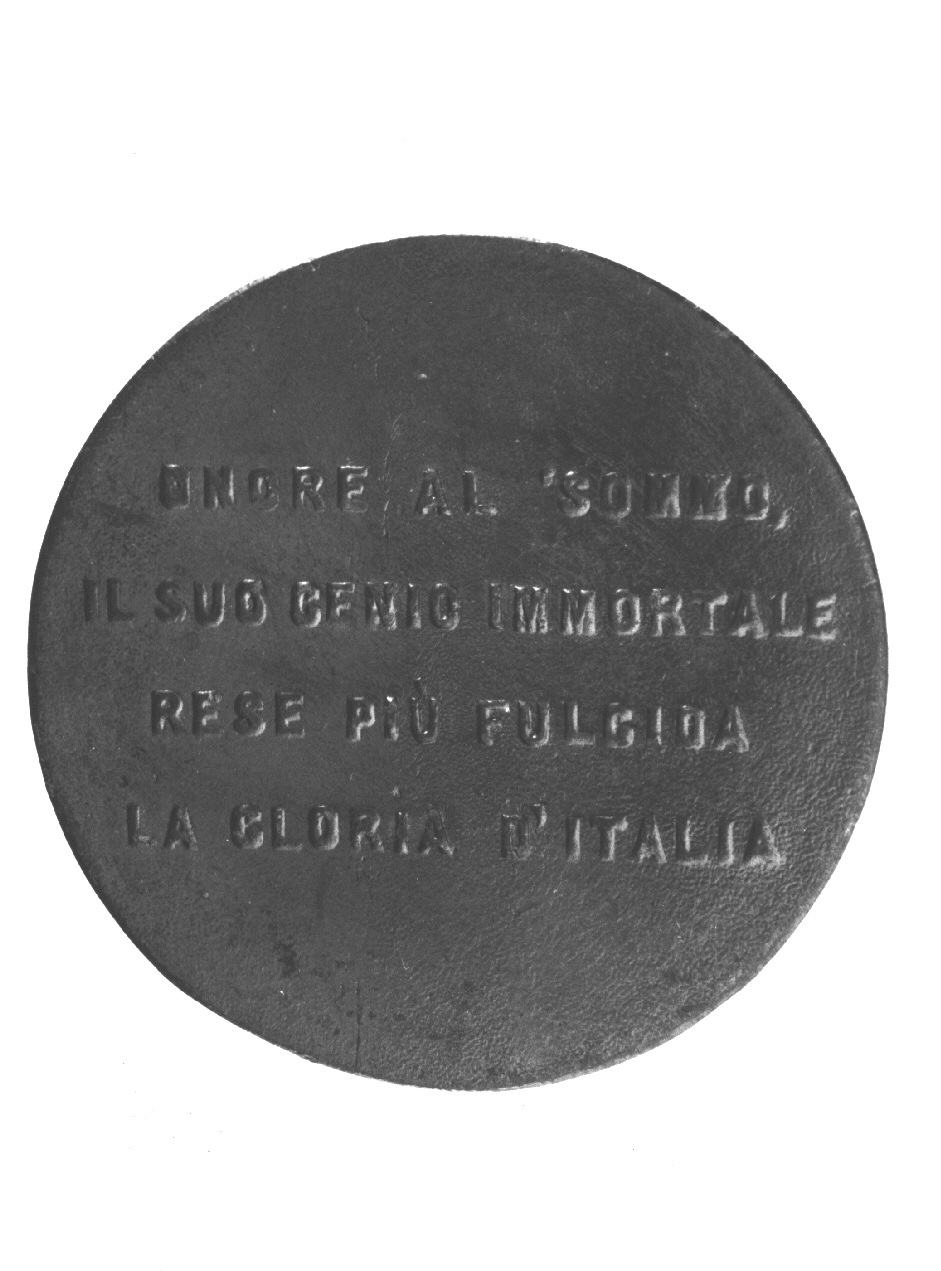 ONORE AL 'SOMMO,
IL SUO GENIO IMMORTALE
RESE PIÙ FULGIDA
LA GLORIA D'ITALIA